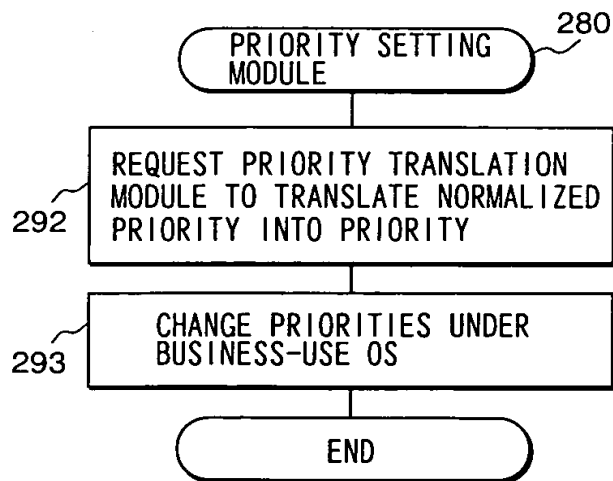 280
PRIORITY SETTING
MODULE
REQUEST PRIORITY TRANSLATION
MODULE TO TRANSLATE NORMALIZED
PRIORITY INTO PRIORITY
292
CHANGE PRIORITIES UNDER
BUSINESS-USE OS
293
END